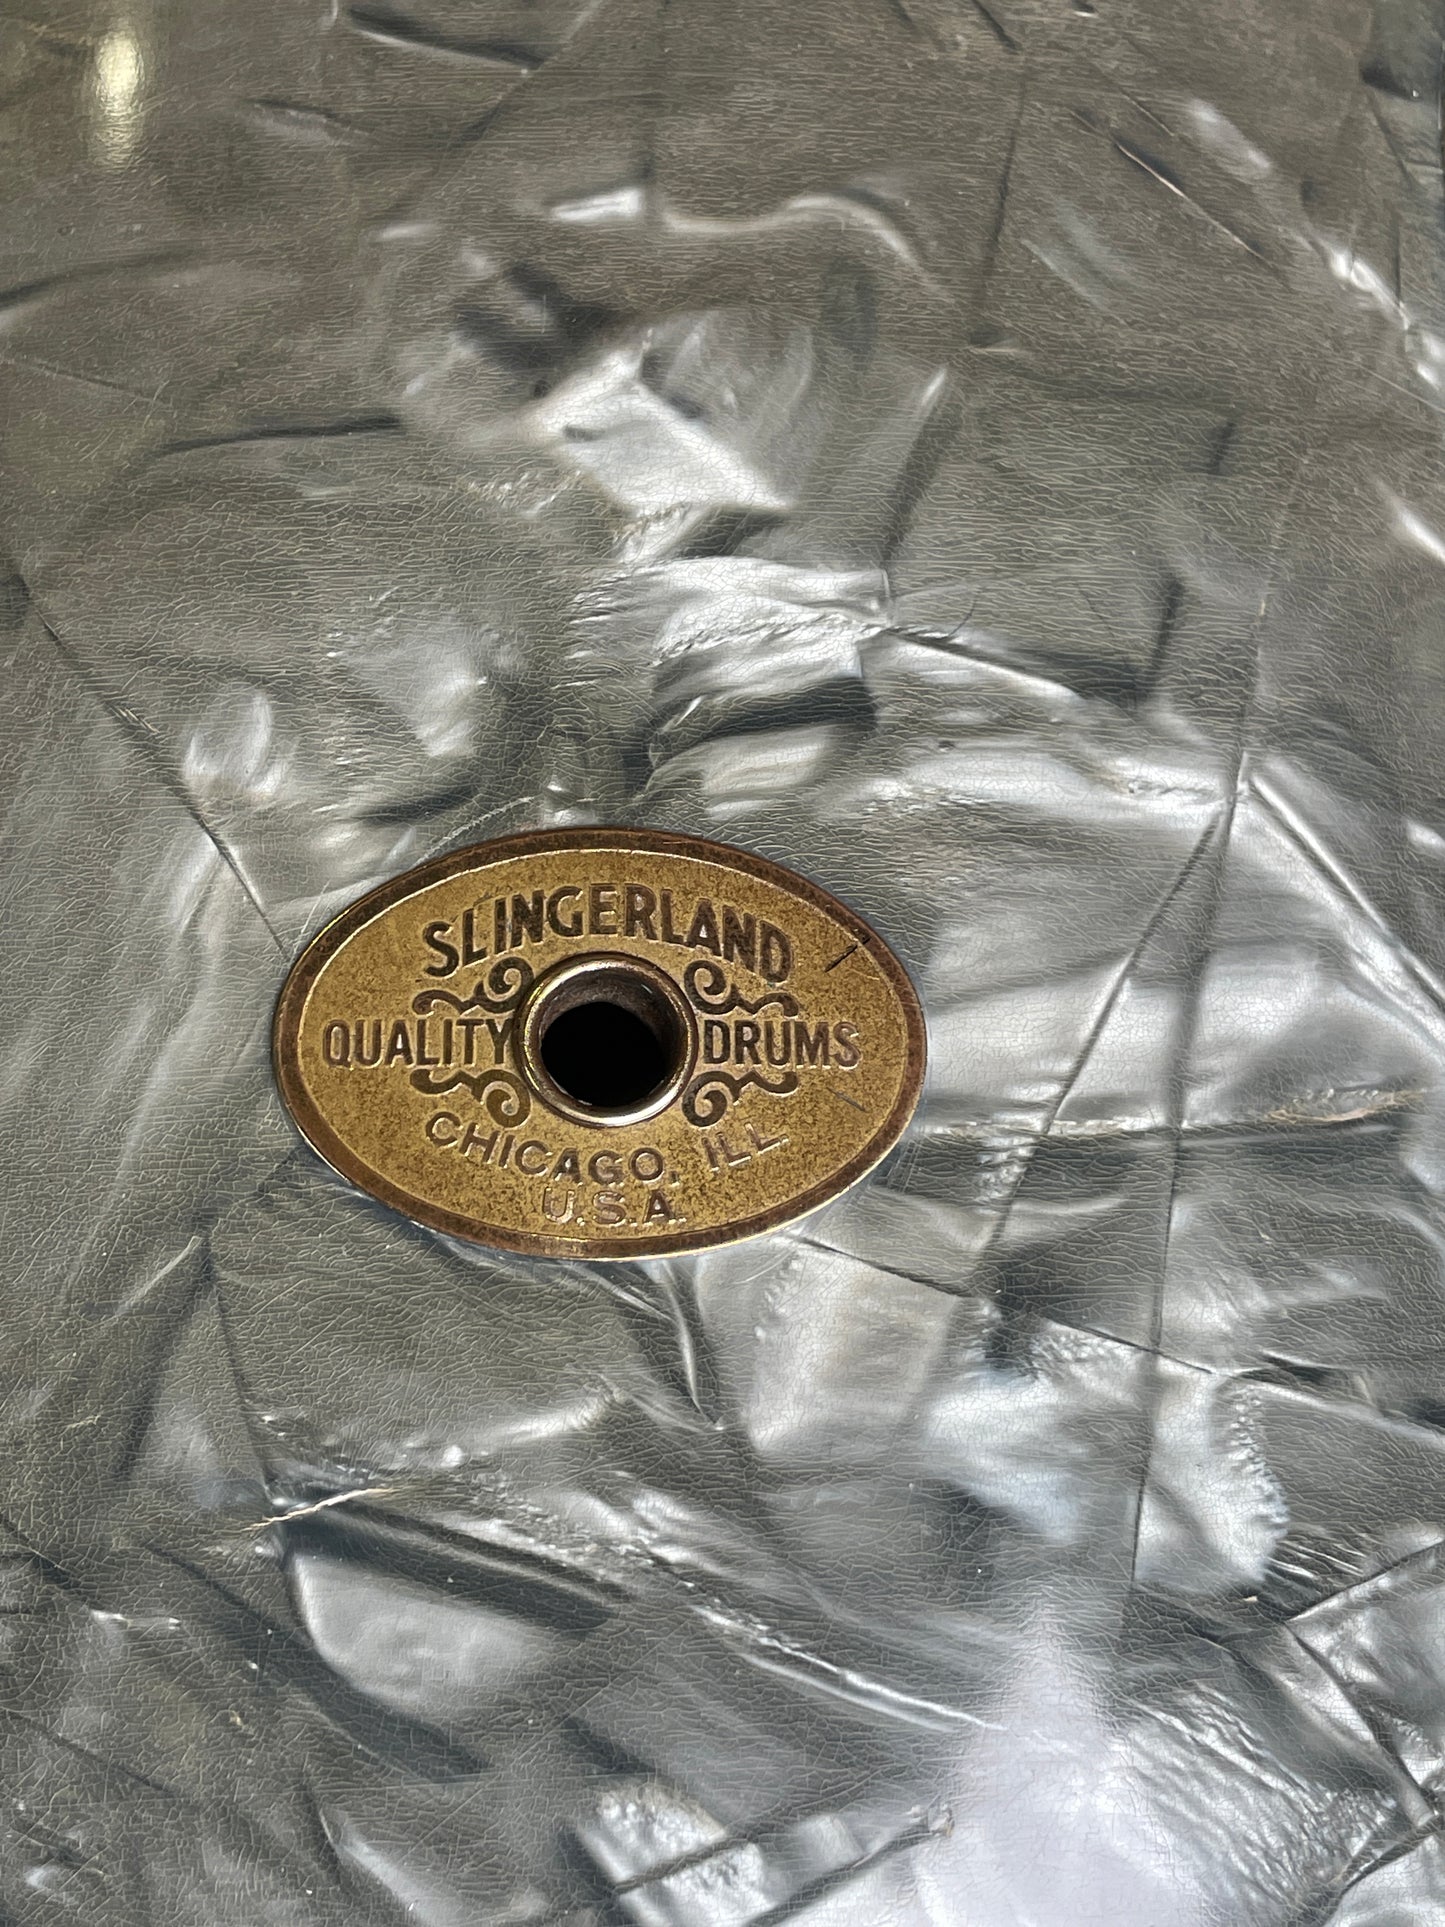 SLINGERLAND
QUALITY DRUMS
CHICAGO, ILL.
U.S.A.